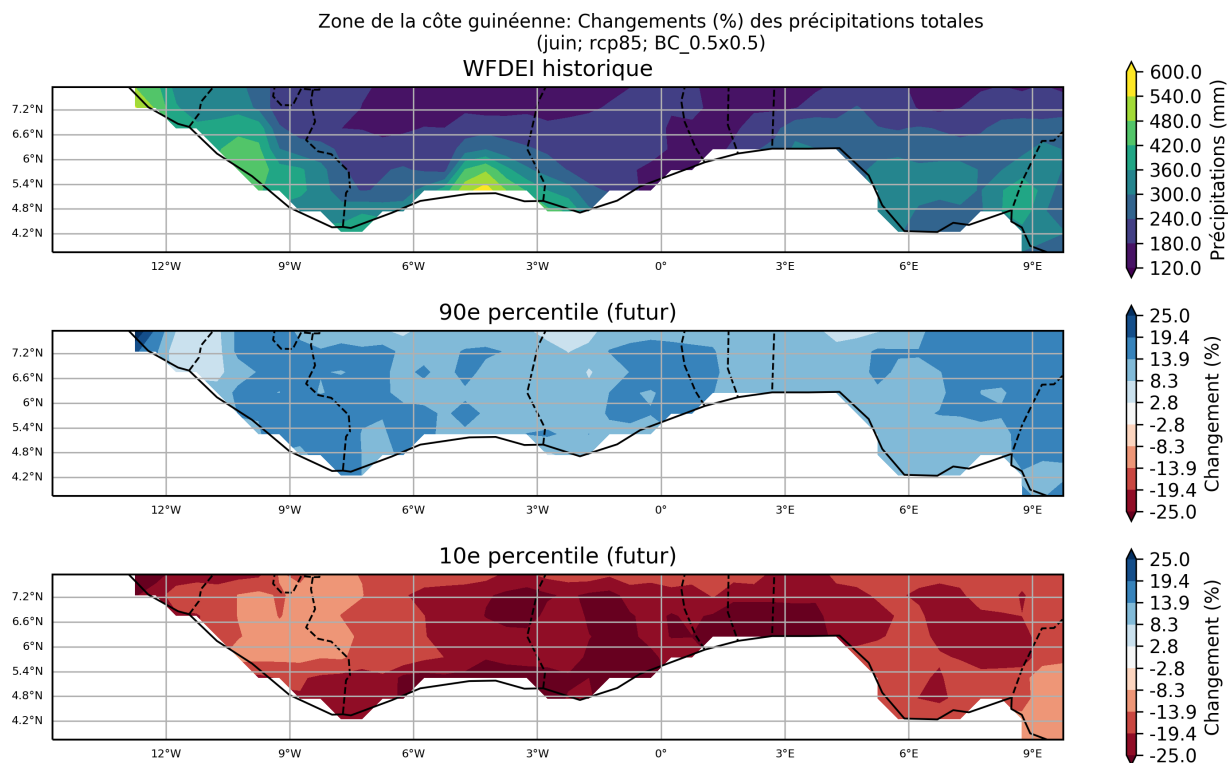 Zone de la côte guinéenne: Changements (%) des précipitations totales
(juin; rcp85; BC_0.5x0.5)
WFDEI historique
7.2°N
6.6°N
6°N
5.4°N
4.8°N
4.2°N
12°W 9°W 6°W 3°W 0° 3°E 6°E 9°E
600.0
540.0
480.0
420.0
360.0
300.0
240.0
180.0
120.0
Précipitations (mm)
90e percentile (futur)
7.2°N
6.6°N
6°N
5.4°N
4.8°N
4.2°N
12°W 9°W 6°W 3°W 0° 3°E 6°E 9°E
25.0
19.4
13.9
8.3
2.8
-2.8
-8.3
-13.9
-19.4
-25.0
Changement (%)
10e percentile (futur)
7.2°N
6.6°N
6°N
5.4°N
4.8°N
4.2°N
12°W 9°W 6°W 3°W 0° 3°E 6°E 9°E
25.0
19.4
13.9
8.3
2.8
-2.8
-8.3
-13.9
-19.4
-25.0
Changement (%)